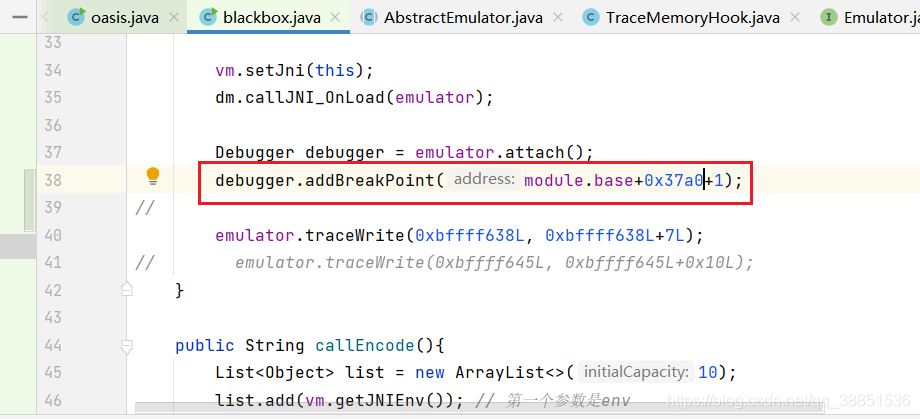 oasis.java × blackbox.java × AbstractEmulator.java × TraceMemoryHook.java × Emulator.ja
33
34 vm.setJni(this);
35 dm.callJNI_OnLoad(emulator);
36
37 Debugger debugger = emulator.attach();
38 debugger.addBreakPoint( address: module.base+0x37a0+1);
39 //
40 emulator.traceWrite(0xbffff638L, 0xbffff638L+7L);
41 // emulator.traceWrite(0xbffff645L, 0xbffff645L+0x10L);
42 }
43
44 public String callEncode(){
45 List<Object> list = new ArrayList<>( initialCapacity: 10);
46 list.add(vm.getJNIEnv()); // 第一个参数是env
https://blog.csdn.net/qq_38851536